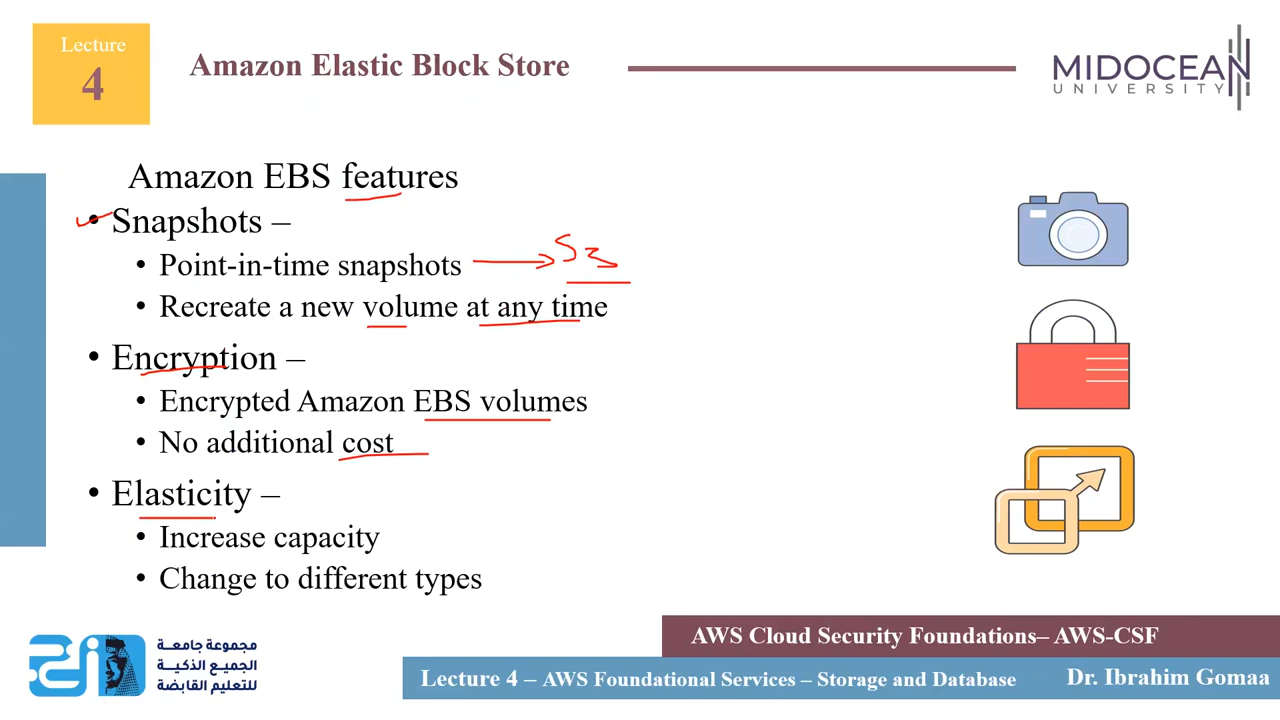 Lecture
4
Amazon Elastic Block Store
MIDOCEAN
UNIVERSITY
Amazon EBS features
• Snapshots –
• Point-in-time snapshots → S3
• Recreate a new volume at any time
• Encryption –
• Encrypted Amazon EBS volumes
• No additional cost
• Elasticity –
• Increase capacity
• Change to different types
مجموعة جامعة
الجميع الذكية
للتعليم القابضة
AWS Cloud Security Foundations– AWS-CSF
Lecture 4 – AWS Foundational Services – Storage and Database
Dr. Ibrahim Gomaa